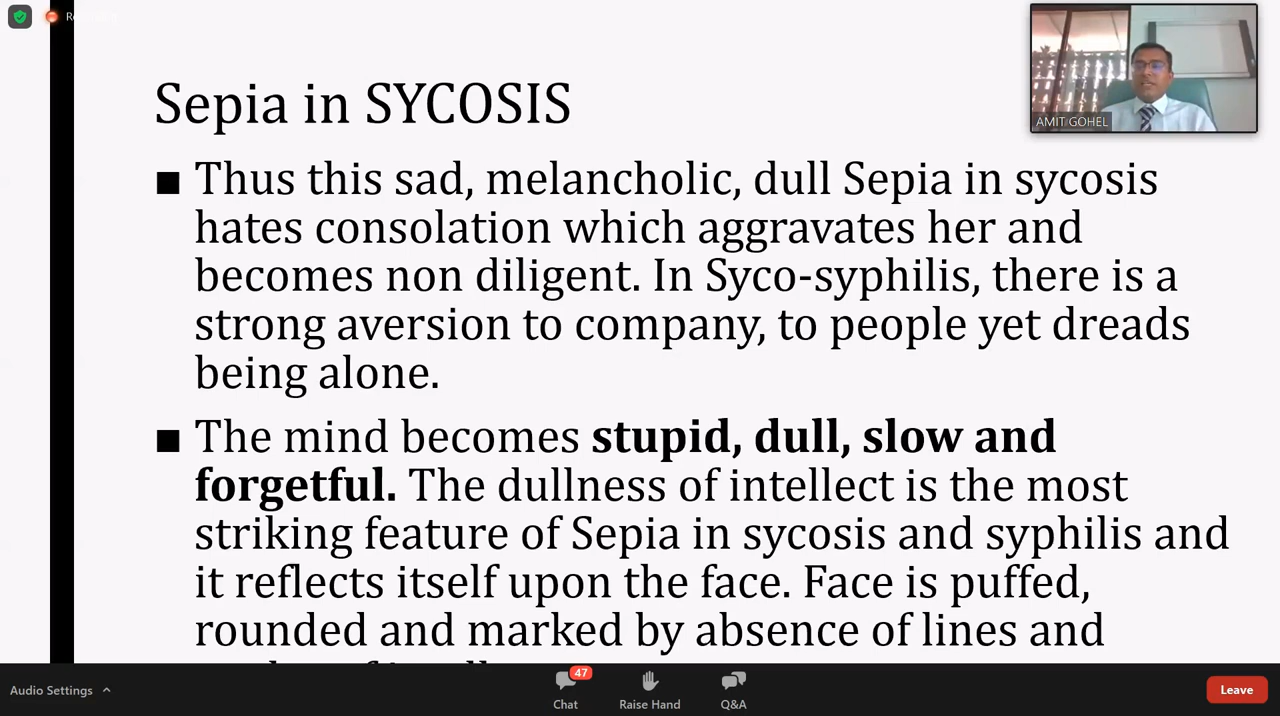 Sepia in SYCOSIS
AMIT GOHEL
■ Thus this sad, melancholic, dull Sepia in sycosis
hates consolation which aggravates her and
becomes non diligent. In Syco-syphilis, there is a
strong aversion to company, to people yet dreads
being alone.
■ The mind becomes stupid, dull, slow and
forgetful. The dullness of intellect is the most
striking feature of Sepia in sycosis and syphilis and
it reflects itself upon the face. Face is puffed,
rounded and marked by absence of lines and
Audio Settings
47
Chat
Raise Hand
Q&A
Leave